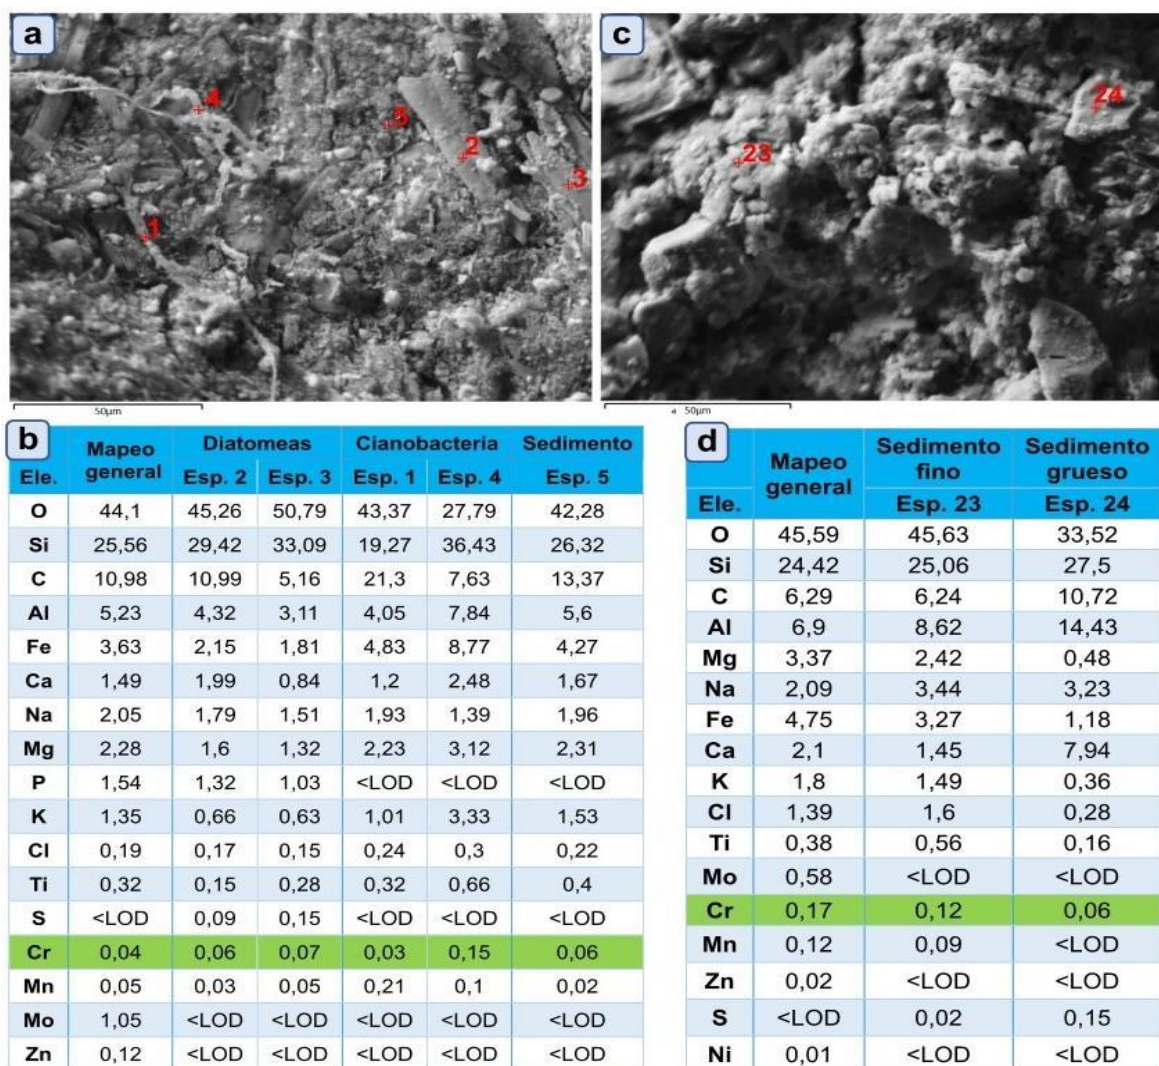 a
4
5
2
3
1
50µm
c
24
23
50µm
b
Mapeo general Diatomeas Cianobacteria Sedimento
Ele. Esp. 2 Esp. 3 Esp. 1 Esp. 4 Esp. 5
O 44,1 45,26 50,79 43,37 27,79 42,28
Si 25,56 29,42 33,09 19,27 36,43 26,32
C 10,98 10,99 5,16 21,3 7,63 13,37
Al 5,23 4,32 3,11 4,05 7,84 5,6
Fe 3,63 2,15 1,81 4,83 8,77 4,27
Ca 1,49 1,99 0,84 1,2 2,48 1,67
Na 2,05 1,79 1,51 1,93 1,39 1,96
Mg 2,28 1,6 1,32 2,23 3,12 2,31
P 1,54 1,32 1,03 <LOD <LOD <LOD
K 1,35 0,66 0,63 1,01 3,33 1,53
Cl 0,19 0,17 0,15 0,24 0,3 0,22
Ti 0,32 0,15 0,28 0,32 0,66 0,4
S <LOD 0,09 0,15 <LOD <LOD <LOD
Cr 0,04 0,06 0,07 0,03 0,15 0,06
Mn 0,05 0,03 0,05 0,21 0,1 0,02
Mo 1,05 <LOD <LOD <LOD <LOD <LOD
Zn 0,12 <LOD <LOD <LOD <LOD <LOD
d
Mapeo general Sedimento fino Sedimento grueso
Ele. Esp. 23 Esp. 24
O 45,59 45,63 33,52
Si 24,42 25,06 27,5
C 6,29 6,24 10,72
Al 6,9 8,62 14,43
Mg 3,37 2,42 0,48
Na 2,09 3,44 3,23
Fe 4,75 3,27 1,18
Ca 2,1 1,45 7,94
K 1,8 1,49 0,36
Cl 1,39 1,6 0,28
Ti 0,38 0,56 0,16
Mo 0,58 <LOD <LOD
Cr 0,17 0,12 0,06
Mn 0,12 0,09 <LOD
Zn 0,02 <LOD <LOD
S <LOD 0,02 0,15
Ni 0,01 <LOD <LOD